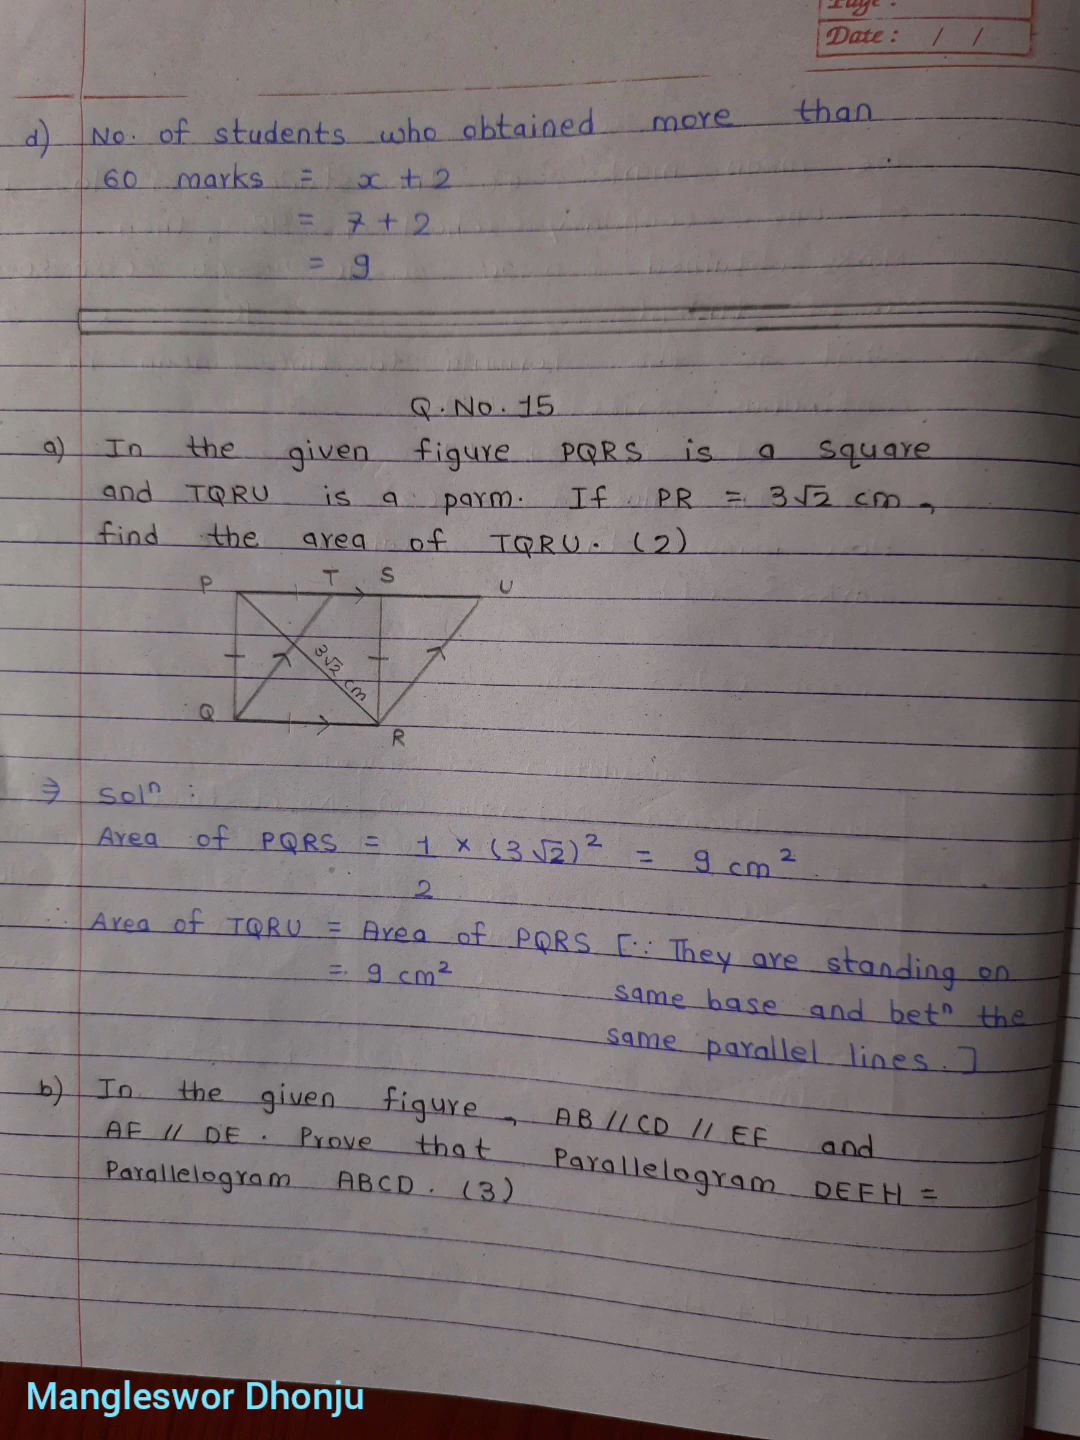 Page:
Date: / /
d) No. of students who obtained more than
60 marks = x + 2
= 7 + 2
= 9
Q. No. 15
a) In the given figure PQRS is a square
and TQRU is a parm. If PR = 3√2 cm,
find the area of TQRU. (2)
P T S U
3√2 cm
Q R
⇒ Solⁿ :
Area of PQRS = 1/2 × (3√2)² = 9 cm²
∴ Area of TQRU = Area of PQRS [∵ They are standing on
= 9 cm² same base and betⁿ the
same parallel lines.]
b) In the given figure, AB // CD // EF and
AF // DE. Prove that Parallelogram DEFH =
Parallelogram ABCD. (3)
Mangleswor Dhonju